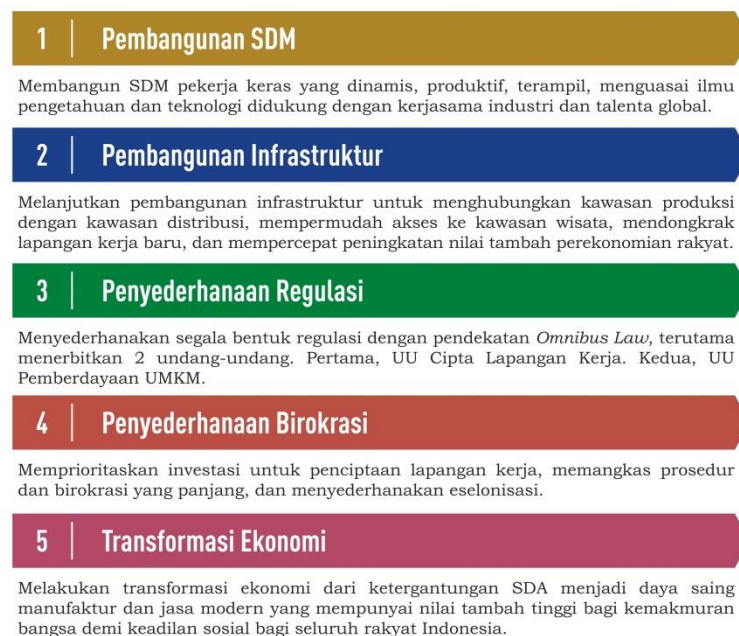 1 | Pembangunan SDM
Membangun SDM pekerja keras yang dinamis, produktif, terampil, menguasai ilmu
pengetahuan dan teknologi didukung dengan kerjasama industri dan talenta global.
2 | Pembangunan Infrastruktur
Melanjutkan pembangunan infrastruktur untuk menghubungkan kawasan produksi
dengan kawasan distribusi, mempermudah akses ke kawasan wisata, mendongkrak
lapangan kerja baru, dan mempercepat peningkatan nilai tambah perekonomian rakyat.
3 | Penyederhanaan Regulasi
Menyederhanakan segala bentuk regulasi dengan pendekatan Omnibus Law, terutama
menerbitkan 2 undang-undang. Pertama, UU Cipta Lapangan Kerja. Kedua, UU
Pemberdayaan UMKM.
4 | Penyederhanaan Birokrasi
Memprioritaskan investasi untuk penciptaan lapangan kerja, memangkas prosedur
dan birokrasi yang panjang, dan menyederhanakan eselonisasi.
5 | Transformasi Ekonomi
Melakukan transformasi ekonomi dari ketergantungan SDA menjadi daya saing
manufaktur dan jasa modern yang mempunyai nilai tambah tinggi bagi kemakmuran
bangsa demi keadilan sosial bagi seluruh rakyat Indonesia.